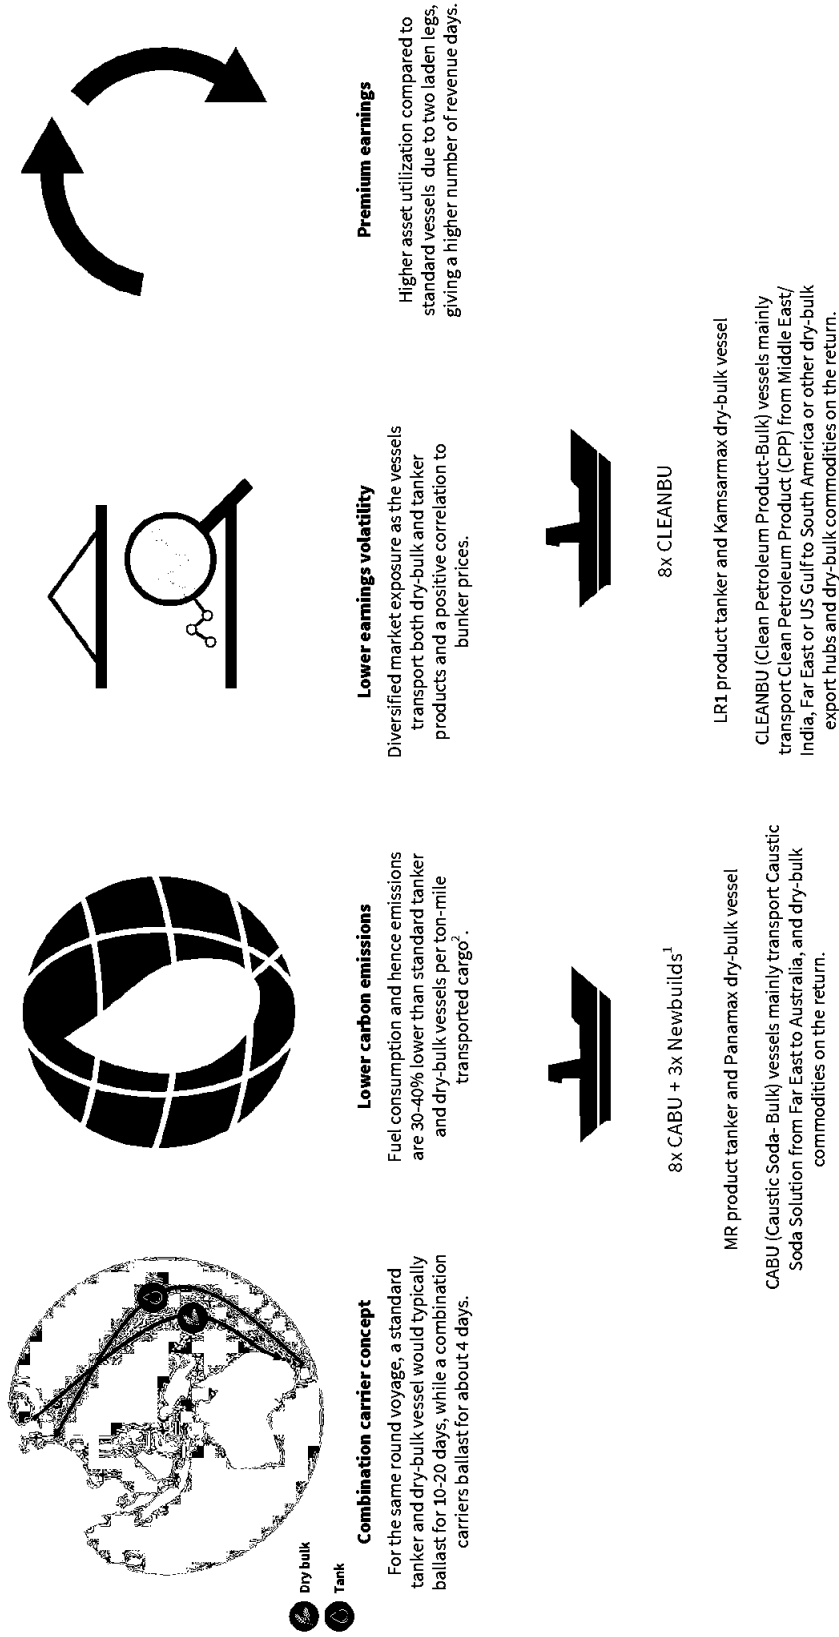 Dry bulk
Tank
Combination carrier concept
For the same round voyage, a standard
tanker and dry-bulk vessel would typically
ballast for 10-20 days, while a combination
carriers ballast for about 4 days.
Lower carbon emissions
Fuel consumption and hence emissions
are 30-40% lower than standard tanker
and dry-bulk vessels per ton-mile
transported cargo².
Lower earnings volatility
Diversified market exposure as the vessels
transport both dry-bulk and tanker
products and a positive correlation to
bunker prices.
Premium earnings
Higher asset utilization compared to
standard vessels due to two laden legs,
giving a higher number of revenue days.
8x CABU + 3x Newbuilds¹
MR product tanker and Panamax dry-bulk vessel
CABU (Caustic Soda- Bulk) vessels mainly transport Caustic
Soda Solution from Far East to Australia, and dry-bulk
commodities on the return.
8x CLEANBU
LR1 product tanker and Kamsarmax dry-bulk vessel
CLEANBU (Clean Petroleum Product-Bulk) vessels mainly
transport Clean Petroleum Product (CPP) from Middle East/
India, Far East or US Gulf to South America or other dry-bulk
export hubs and dry-bulk commodities on the return.